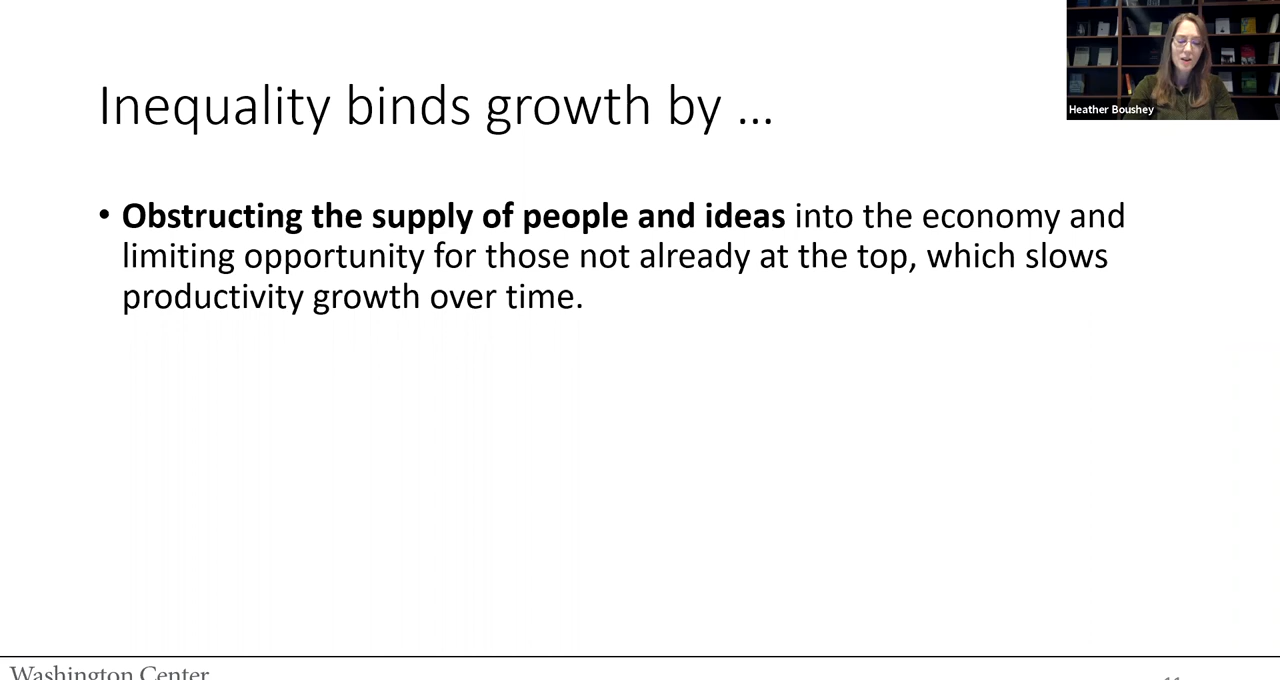 Heather Boushey
Inequality binds growth by ...
• Obstructing the supply of people and ideas into the economy and
limiting opportunity for those not already at the top, which slows
productivity growth over time.
Washington Center